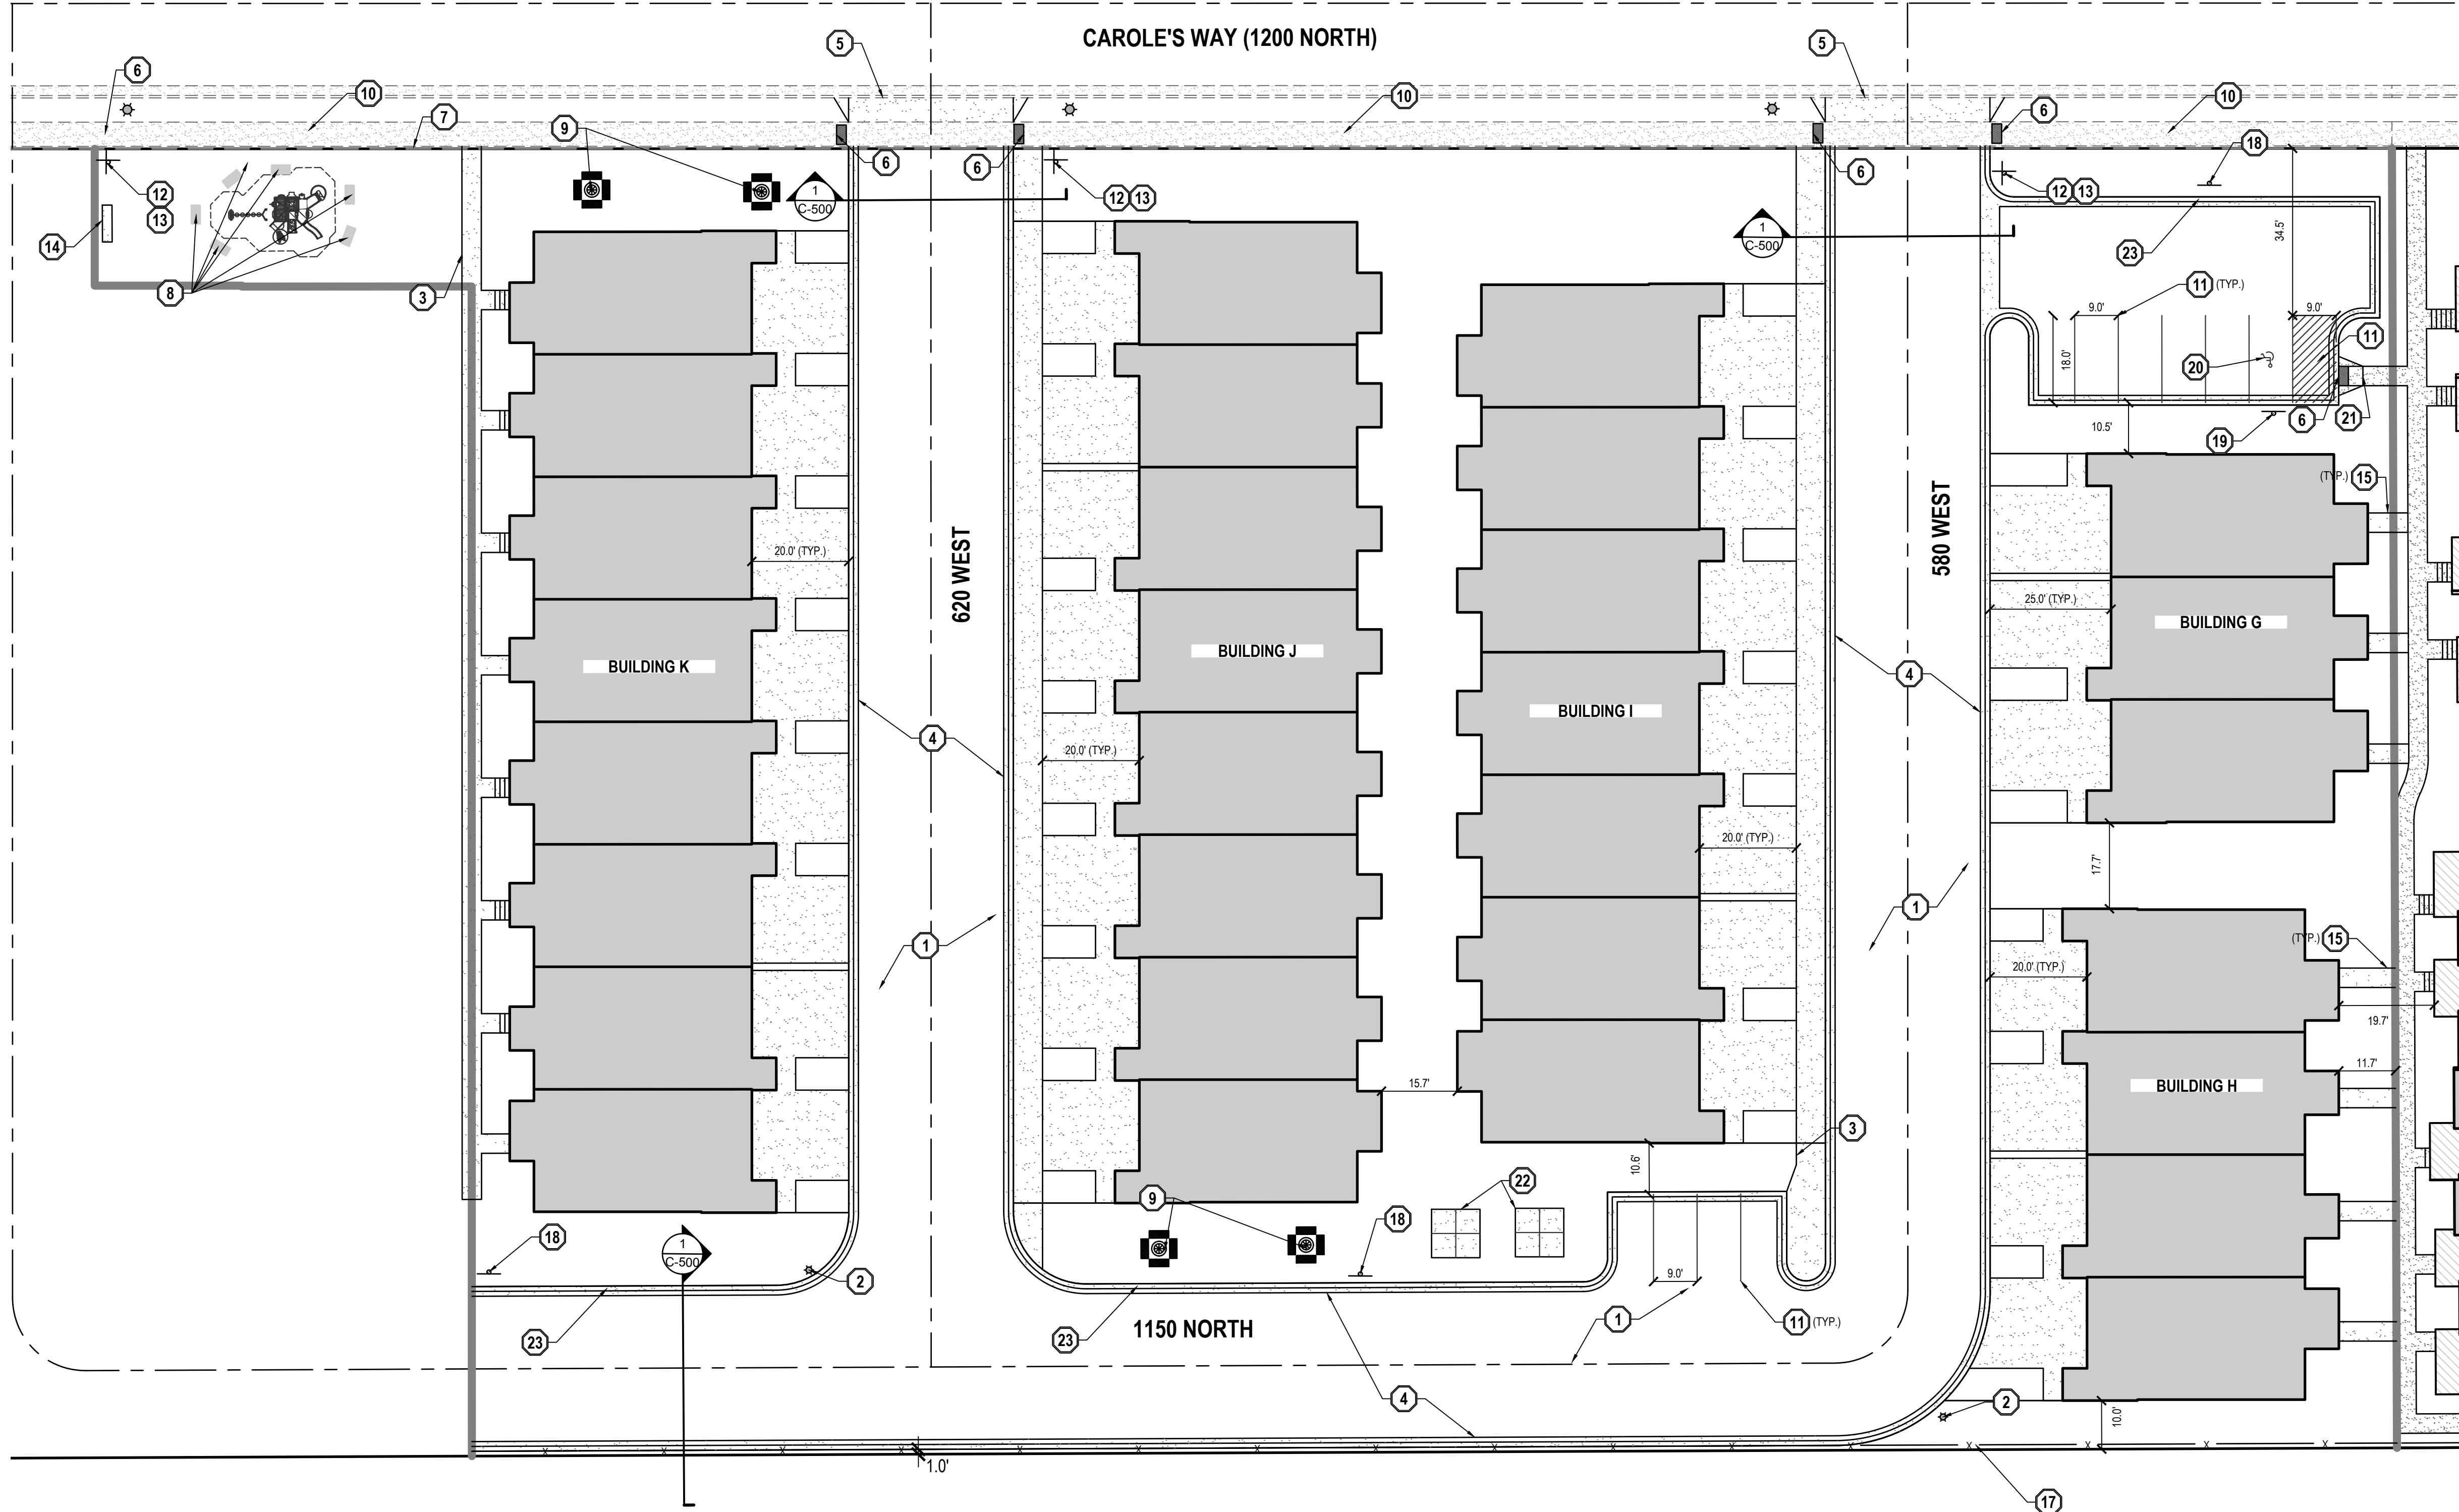 CAROLE'S WAY (1200 NORTH)
5
5
6
10
10
10
7
9
6
6
6
6
18
12
13
14
8
3
1
C-500
12 13
1
C-500
12 13
23
34.5'
11 (TYP.)
9.0'
9.0'
18.0'
20
11
6
21
19
10.5'
(TYP.) 15
620 WEST
580 WEST
20.0' (TYP.)
25.0' (TYP.)
BUILDING G
BUILDING K
BUILDING J
BUILDING I
4
4
20.0' (TYP.)
20.0' (TYP.)
17.7'
1
1
(TYP.) 15
20.0' (TYP.)
19.7'
11.7'
15.7'
BUILDING H
3
10.6'
22
9
18
18
1
C-500
2
9.0'
23
23
1150 NORTH
1
11 (TYP.)
4
2
10.0'
X X X X X X X X X X X X X X X X
1.0'
17